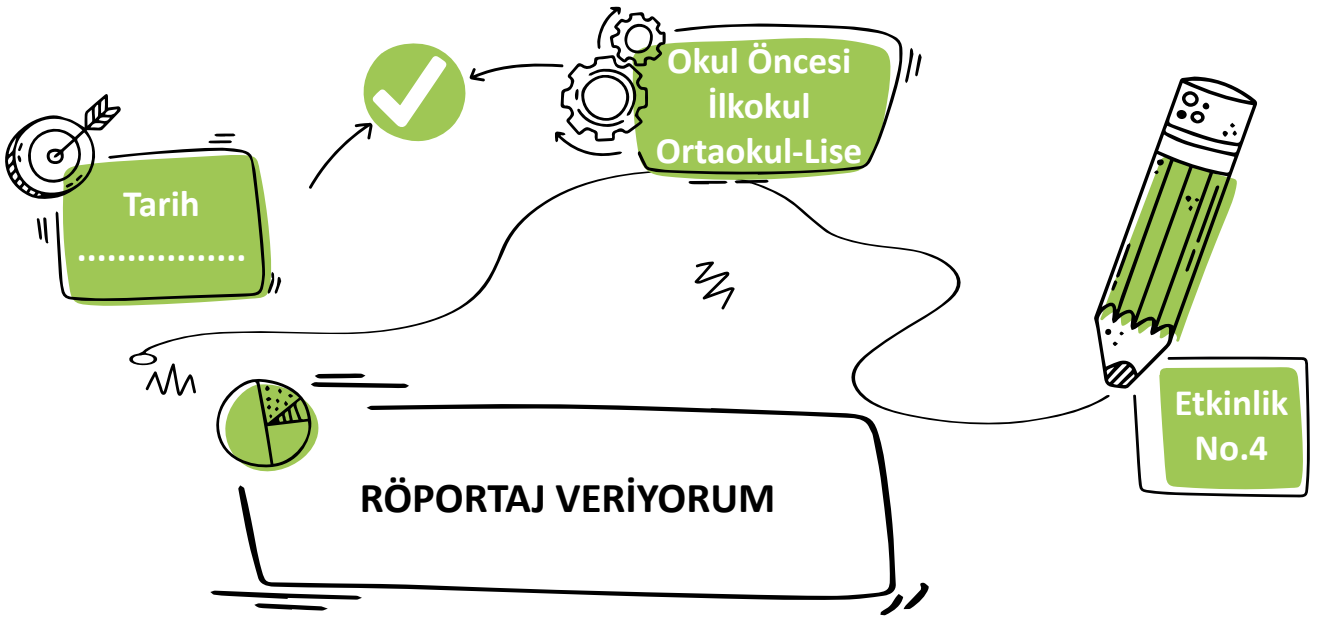 Okul Öncesi
İlkokul
Ortaokul-Lise
Tarih
.................
Etkinlik
No.4
RÖPORTAJ VERİYORUM